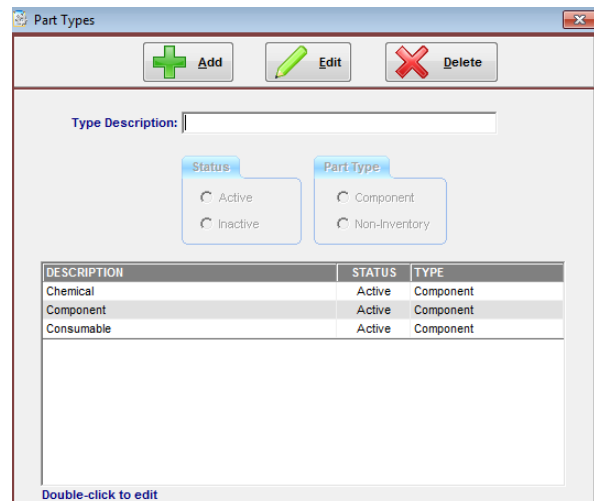 Part Types
Add Edit Delete
Type Description:
Status Part Type
Active Component
Inactive Non-Inventory
DESCRIPTION STATUS TYPE
Chemical Active Component
Component Active Component
Consumable Active Component
Double-click to edit